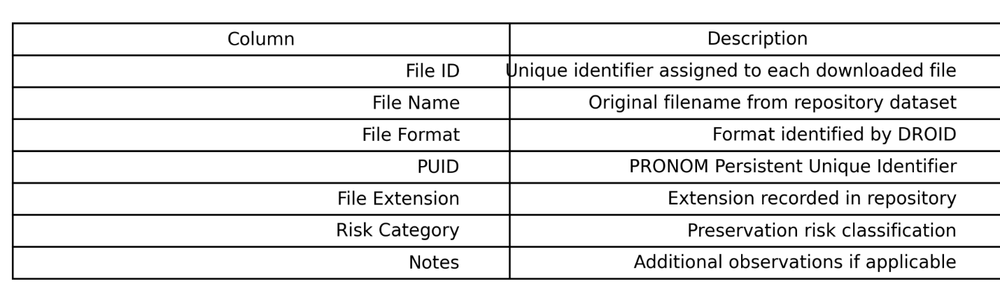 Column Description
File ID Unique identifier assigned to each downloaded file
File Name Original filename from repository dataset
File Format Format identified by DROID
PUID PRONOM Persistent Unique Identifier
File Extension Extension recorded in repository
Risk Category Preservation risk classification
Notes Additional observations if applicable